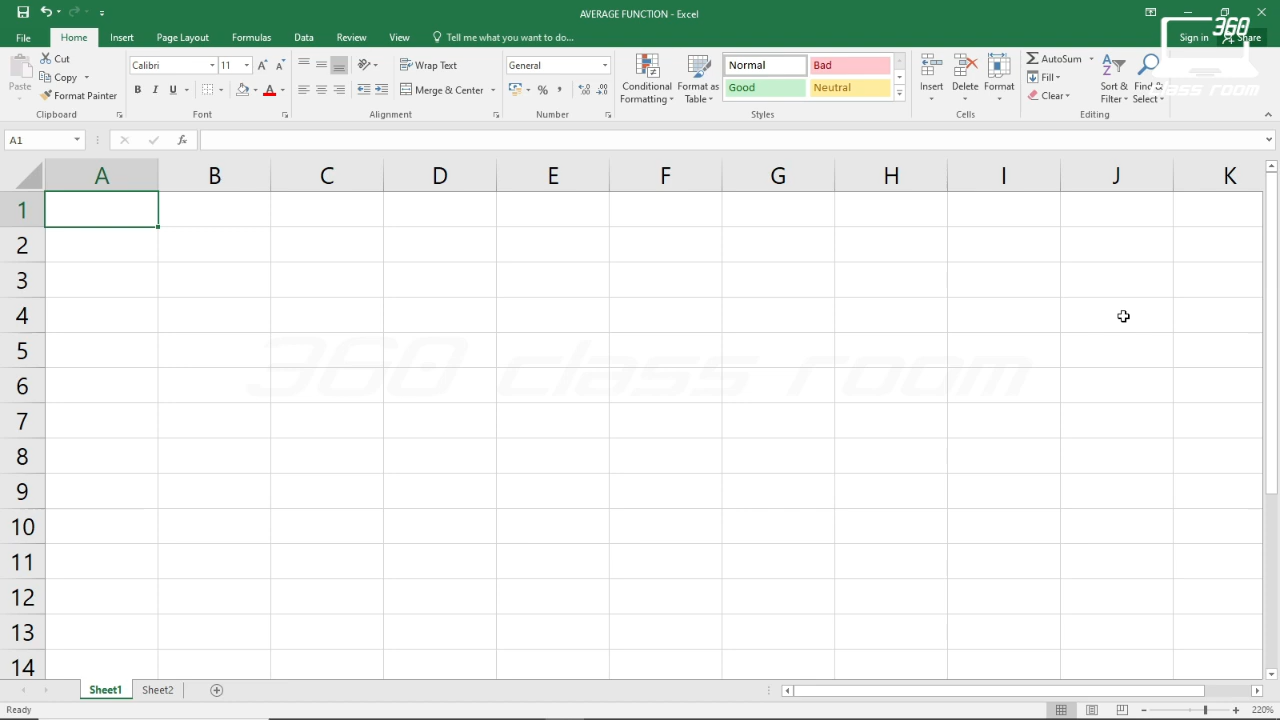 AVERAGE FUNCTION - Excel
File Home Insert Page Layout Formulas Data Review View Tell me what you want to do... Sign in Share
360
class room
Paste
Cut
Copy
Format Painter
Clipboard
Calibri 11
B I U A
Font
Wrap Text
Merge & Center
Alignment
General
%
Number
Conditional Formatting
Format as Table
Normal Bad
Good Neutral
Styles
Insert Delete Format
Cells
AutoSum
Fill
Clear
Sort & Filter
Find & Select
Editing
A1 fx
A B C D E F G H I J K
1
2
3
4
5
360 class room
6
7
8
9
10
11
12
13
14
Sheet1 Sheet2
Ready 220%